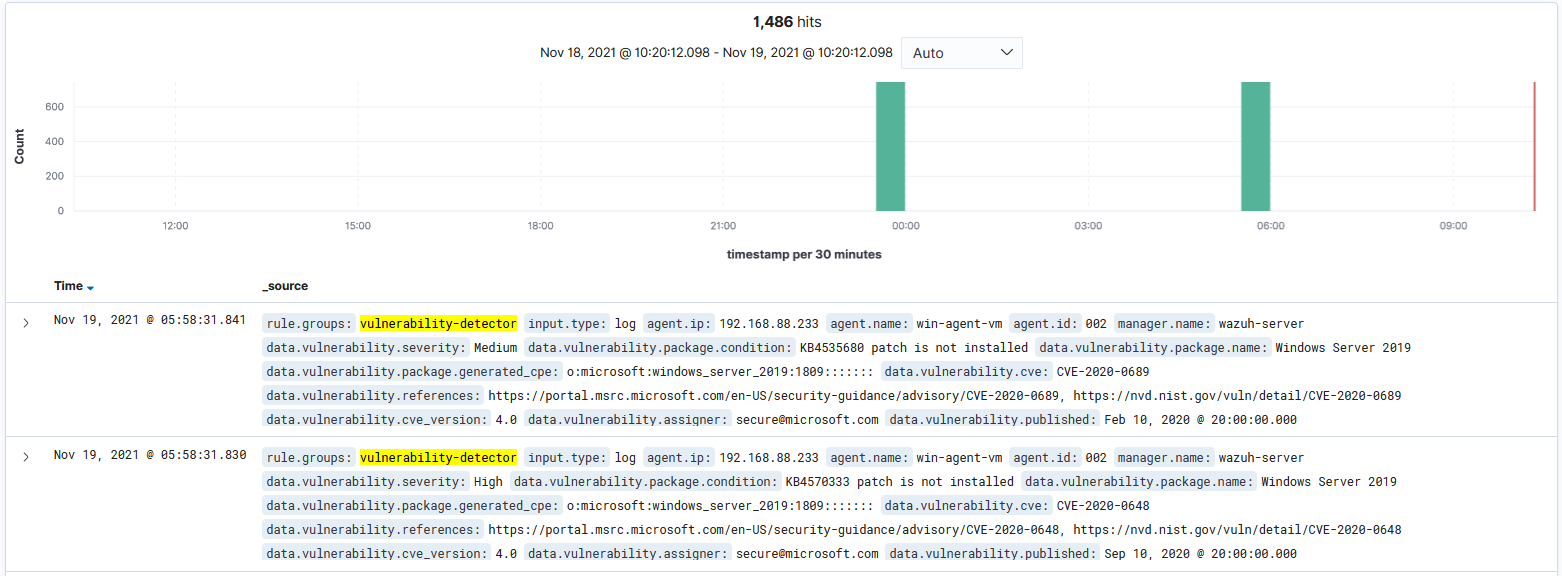 1,486 hits
Nov 18, 2021 @ 10:20:12.098 - Nov 19, 2021 @ 10:20:12.098 Auto
Count
600
400
200
0
12:00 15:00 18:00 21:00 00:00 03:00 06:00 09:00
timestamp per 30 minutes
Time _source
Nov 19, 2021 @ 05:58:31.841 rule.groups: vulnerability-detector input.type: log agent.ip: 192.168.88.233 agent.name: win-agent-vm agent.id: 002 manager.name: wazuh-server
data.vulnerability.severity: Medium data.vulnerability.package.condition: KB4535680 patch is not installed data.vulnerability.package.name: Windows Server 2019
data.vulnerability.package.generated_cpe: o:microsoft:windows_server_2019:1809::::::: data.vulnerability.cve: CVE-2020-0689
data.vulnerability.references: https://portal.msrc.microsoft.com/en-US/security-guidance/advisory/CVE-2020-0689, https://nvd.nist.gov/vuln/detail/CVE-2020-0689
data.vulnerability.cve_version: 4.0 data.vulnerability.assigner: secure@microsoft.com data.vulnerability.published: Feb 10, 2020 @ 20:00:00.000
Nov 19, 2021 @ 05:58:31.830 rule.groups: vulnerability-detector input.type: log agent.ip: 192.168.88.233 agent.name: win-agent-vm agent.id: 002 manager.name: wazuh-server
data.vulnerability.severity: High data.vulnerability.package.condition: KB4570333 patch is not installed data.vulnerability.package.name: Windows Server 2019
data.vulnerability.package.generated_cpe: o:microsoft:windows_server_2019:1809::::::: data.vulnerability.cve: CVE-2020-0648
data.vulnerability.references: https://portal.msrc.microsoft.com/en-US/security-guidance/advisory/CVE-2020-0648, https://nvd.nist.gov/vuln/detail/CVE-2020-0648
data.vulnerability.cve_version: 4.0 data.vulnerability.assigner: secure@microsoft.com data.vulnerability.published: Sep 10, 2020 @ 20:00:00.000